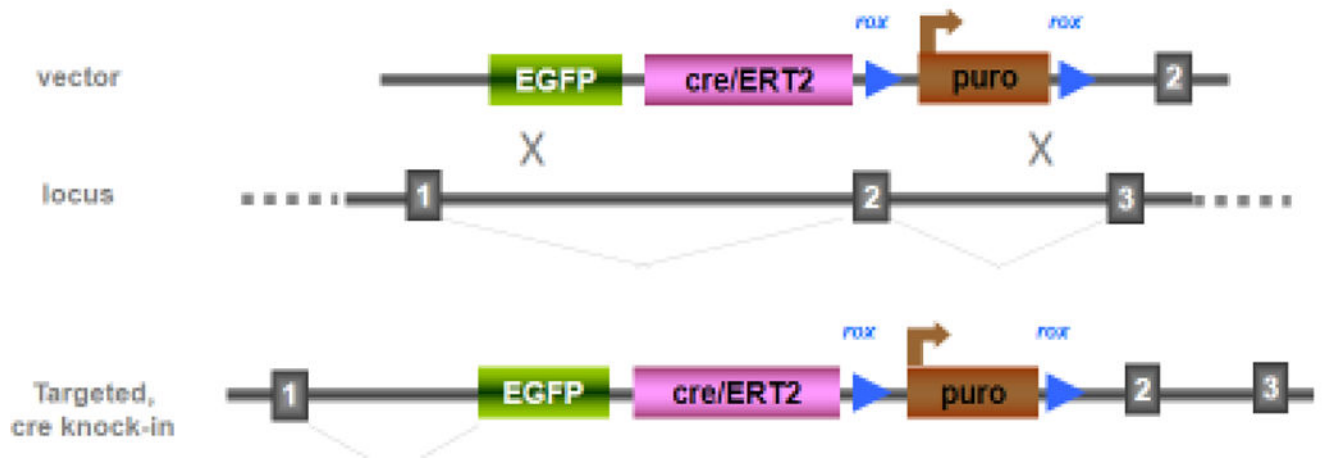 rox rox
vector EGFP cre/ERT2 puro 2
X X
locus 1 2 3
rox rox
Targeted,
cre knock-in
1 EGFP cre/ERT2 puro 2 3